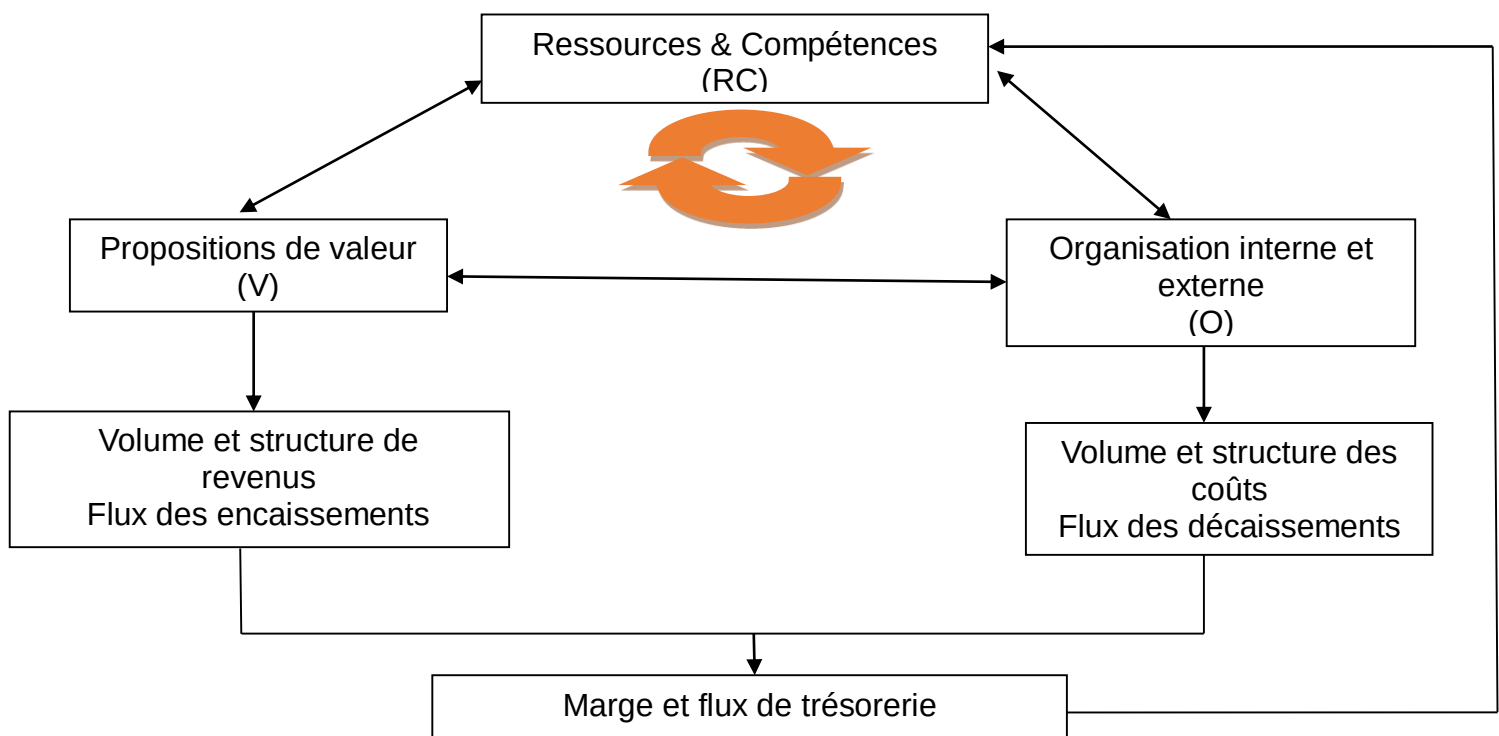 Ressources & Compétences
(RC)
Propositions de valeur
(V)
Organisation interne et
externe
(O)
Volume et structure de
revenus
Flux des encaissements
Volume et structure des
coûts
Flux des décaissements
Marge et flux de trésorerie